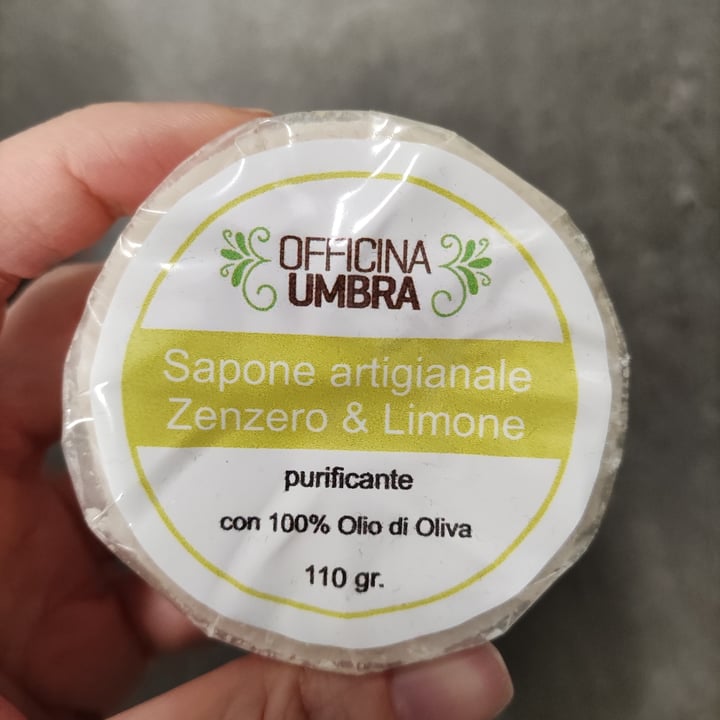 OFFICINA
UMBRA
Sapone artigianale
Zenzero & Limone
purificante
con 100% Olio di Oliva
110 gr.